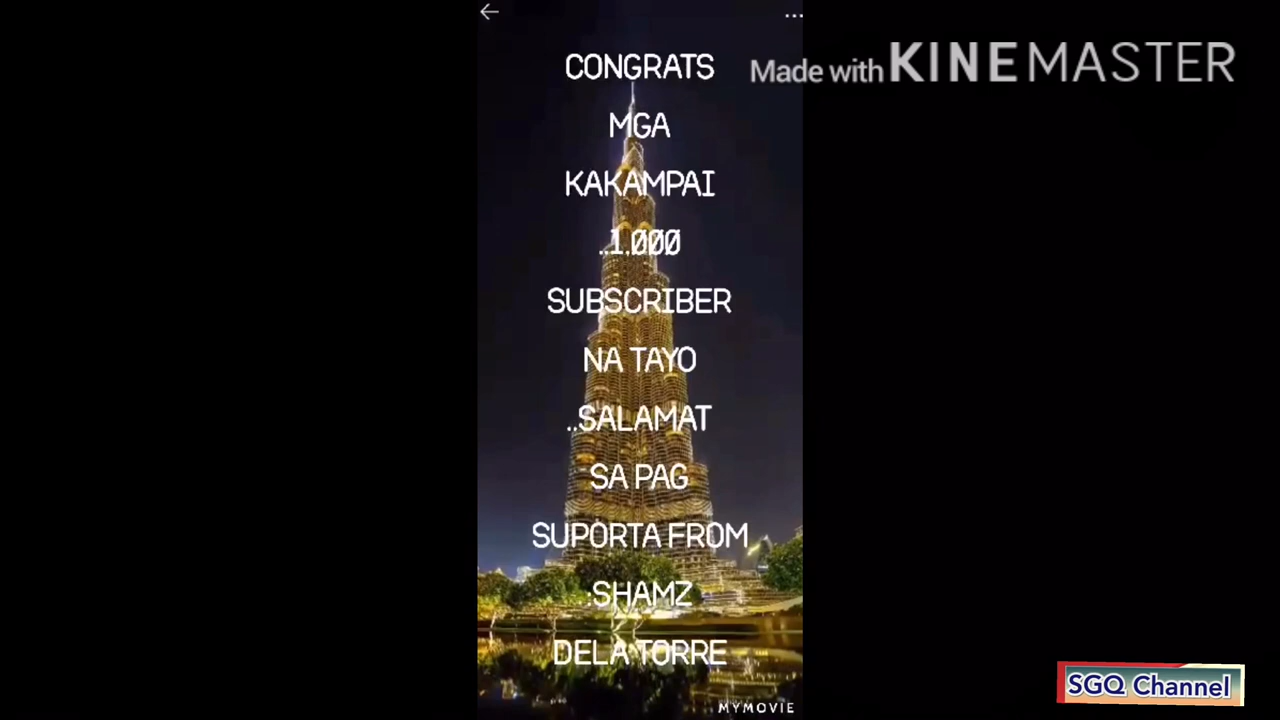 CONGRATS
Made with KINEMASTER
MGA
KAKAMPAI
..1.000
SUBSCRIBER
NA TAYO
..SALAMAT
SA PAG
SUPORTA FROM
:SHAMZ
DELA TORRE
SGQ Channel
MYMOVIE